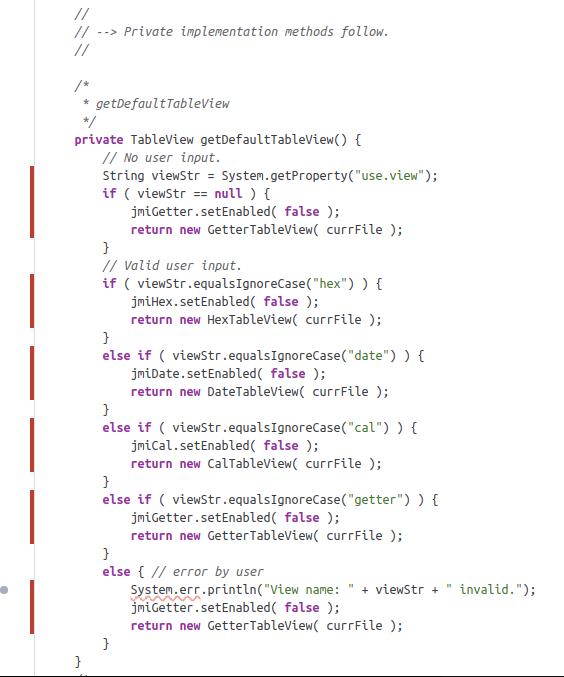 //
// --> Private implementation methods follow.
//
/*
* getDefaultTableView
*/
private TableView getDefaultTableView() {
// No user input.
String viewStr = System.getProperty("use.view");
if ( viewStr == null ) {
jmiGetter.setEnabled( false );
return new GetterTableView( currFile );
}
// Valid user input.
if ( viewStr.equalsIgnoreCase("hex") ) {
jmiHex.setEnabled( false );
return new HexTableView( currFile );
}
else if ( viewStr.equalsIgnoreCase("date") ) {
jmiDate.setEnabled( false );
return new DateTableView( currFile );
}
else if ( viewStr.equalsIgnoreCase("cal") ) {
jmiCal.setEnabled( false );
return new CalTableView( currFile );
}
else if ( viewStr.equalsIgnoreCase("getter") ) {
jmiGetter.setEnabled( false );
return new GetterTableView( currFile );
}
else { // error by user
System.err.println("View name: " + viewStr + " invalid.");
jmiGetter.setEnabled( false );
return new GetterTableView( currFile );
}
}